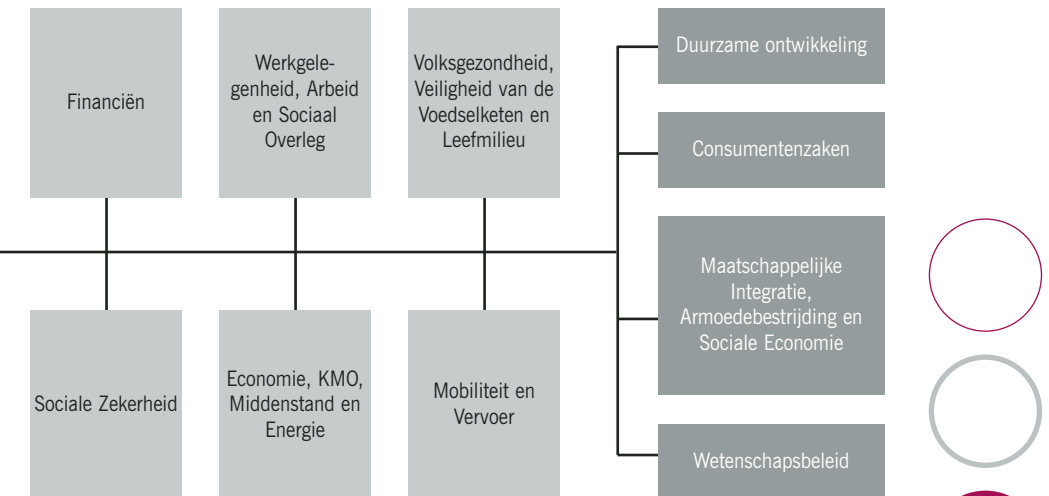 Financiën
Werkgele-
genheid, Arbeid
en Sociaal
Overleg
Volksgezondheid,
Veiligheid van de
Voedselketen en
Leefmilieu
Sociale Zekerheid
Economie, KMO,
Middenstand en
Energie
Mobiliteit en
Vervoer
Duurzame ontwikkeling
Consumentenzaken
Maatschappelijke
Integratie,
Armoedebestrijding en
Sociale Economie
Wetenschapsbeleid